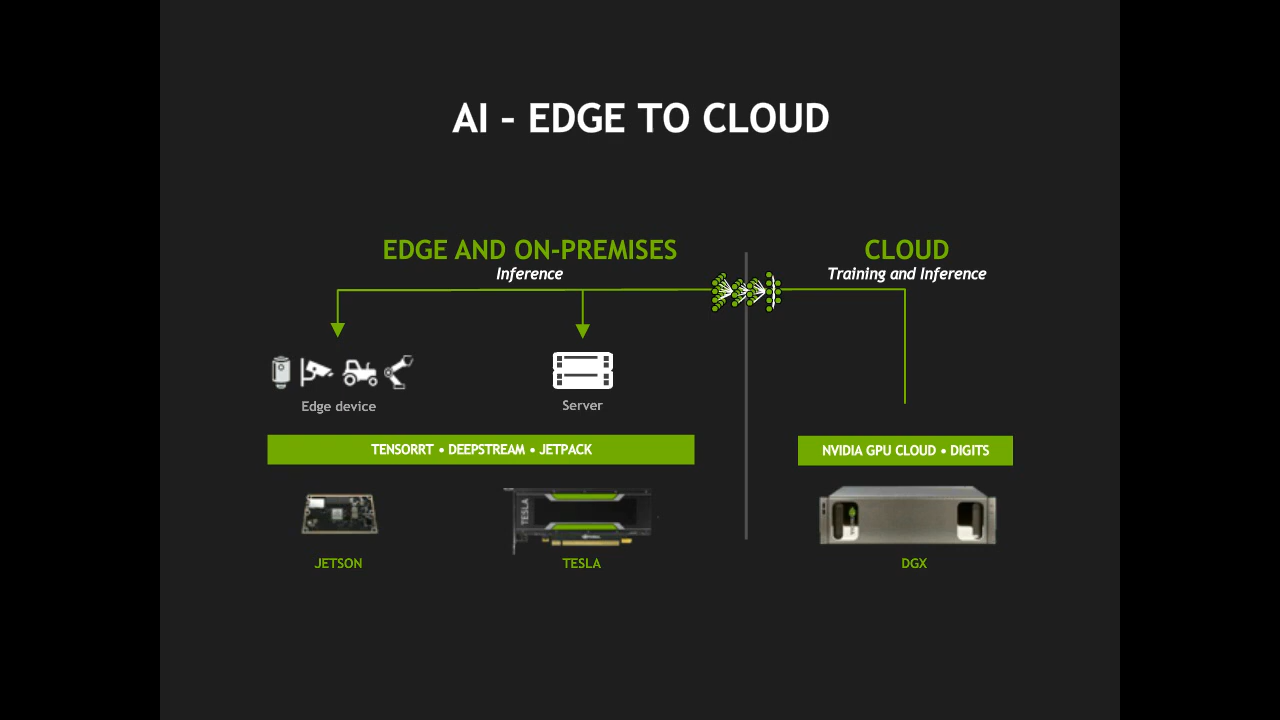 AI - EDGE TO CLOUD
EDGE AND ON-PREMISES
Inference
CLOUD
Training and Inference
Edge device
Server
TENSORRT • DEEPSTREAM • JETPACK
NVIDIA GPU CLOUD • DIGITS
TESLA
JETSON
TESLA
DGX